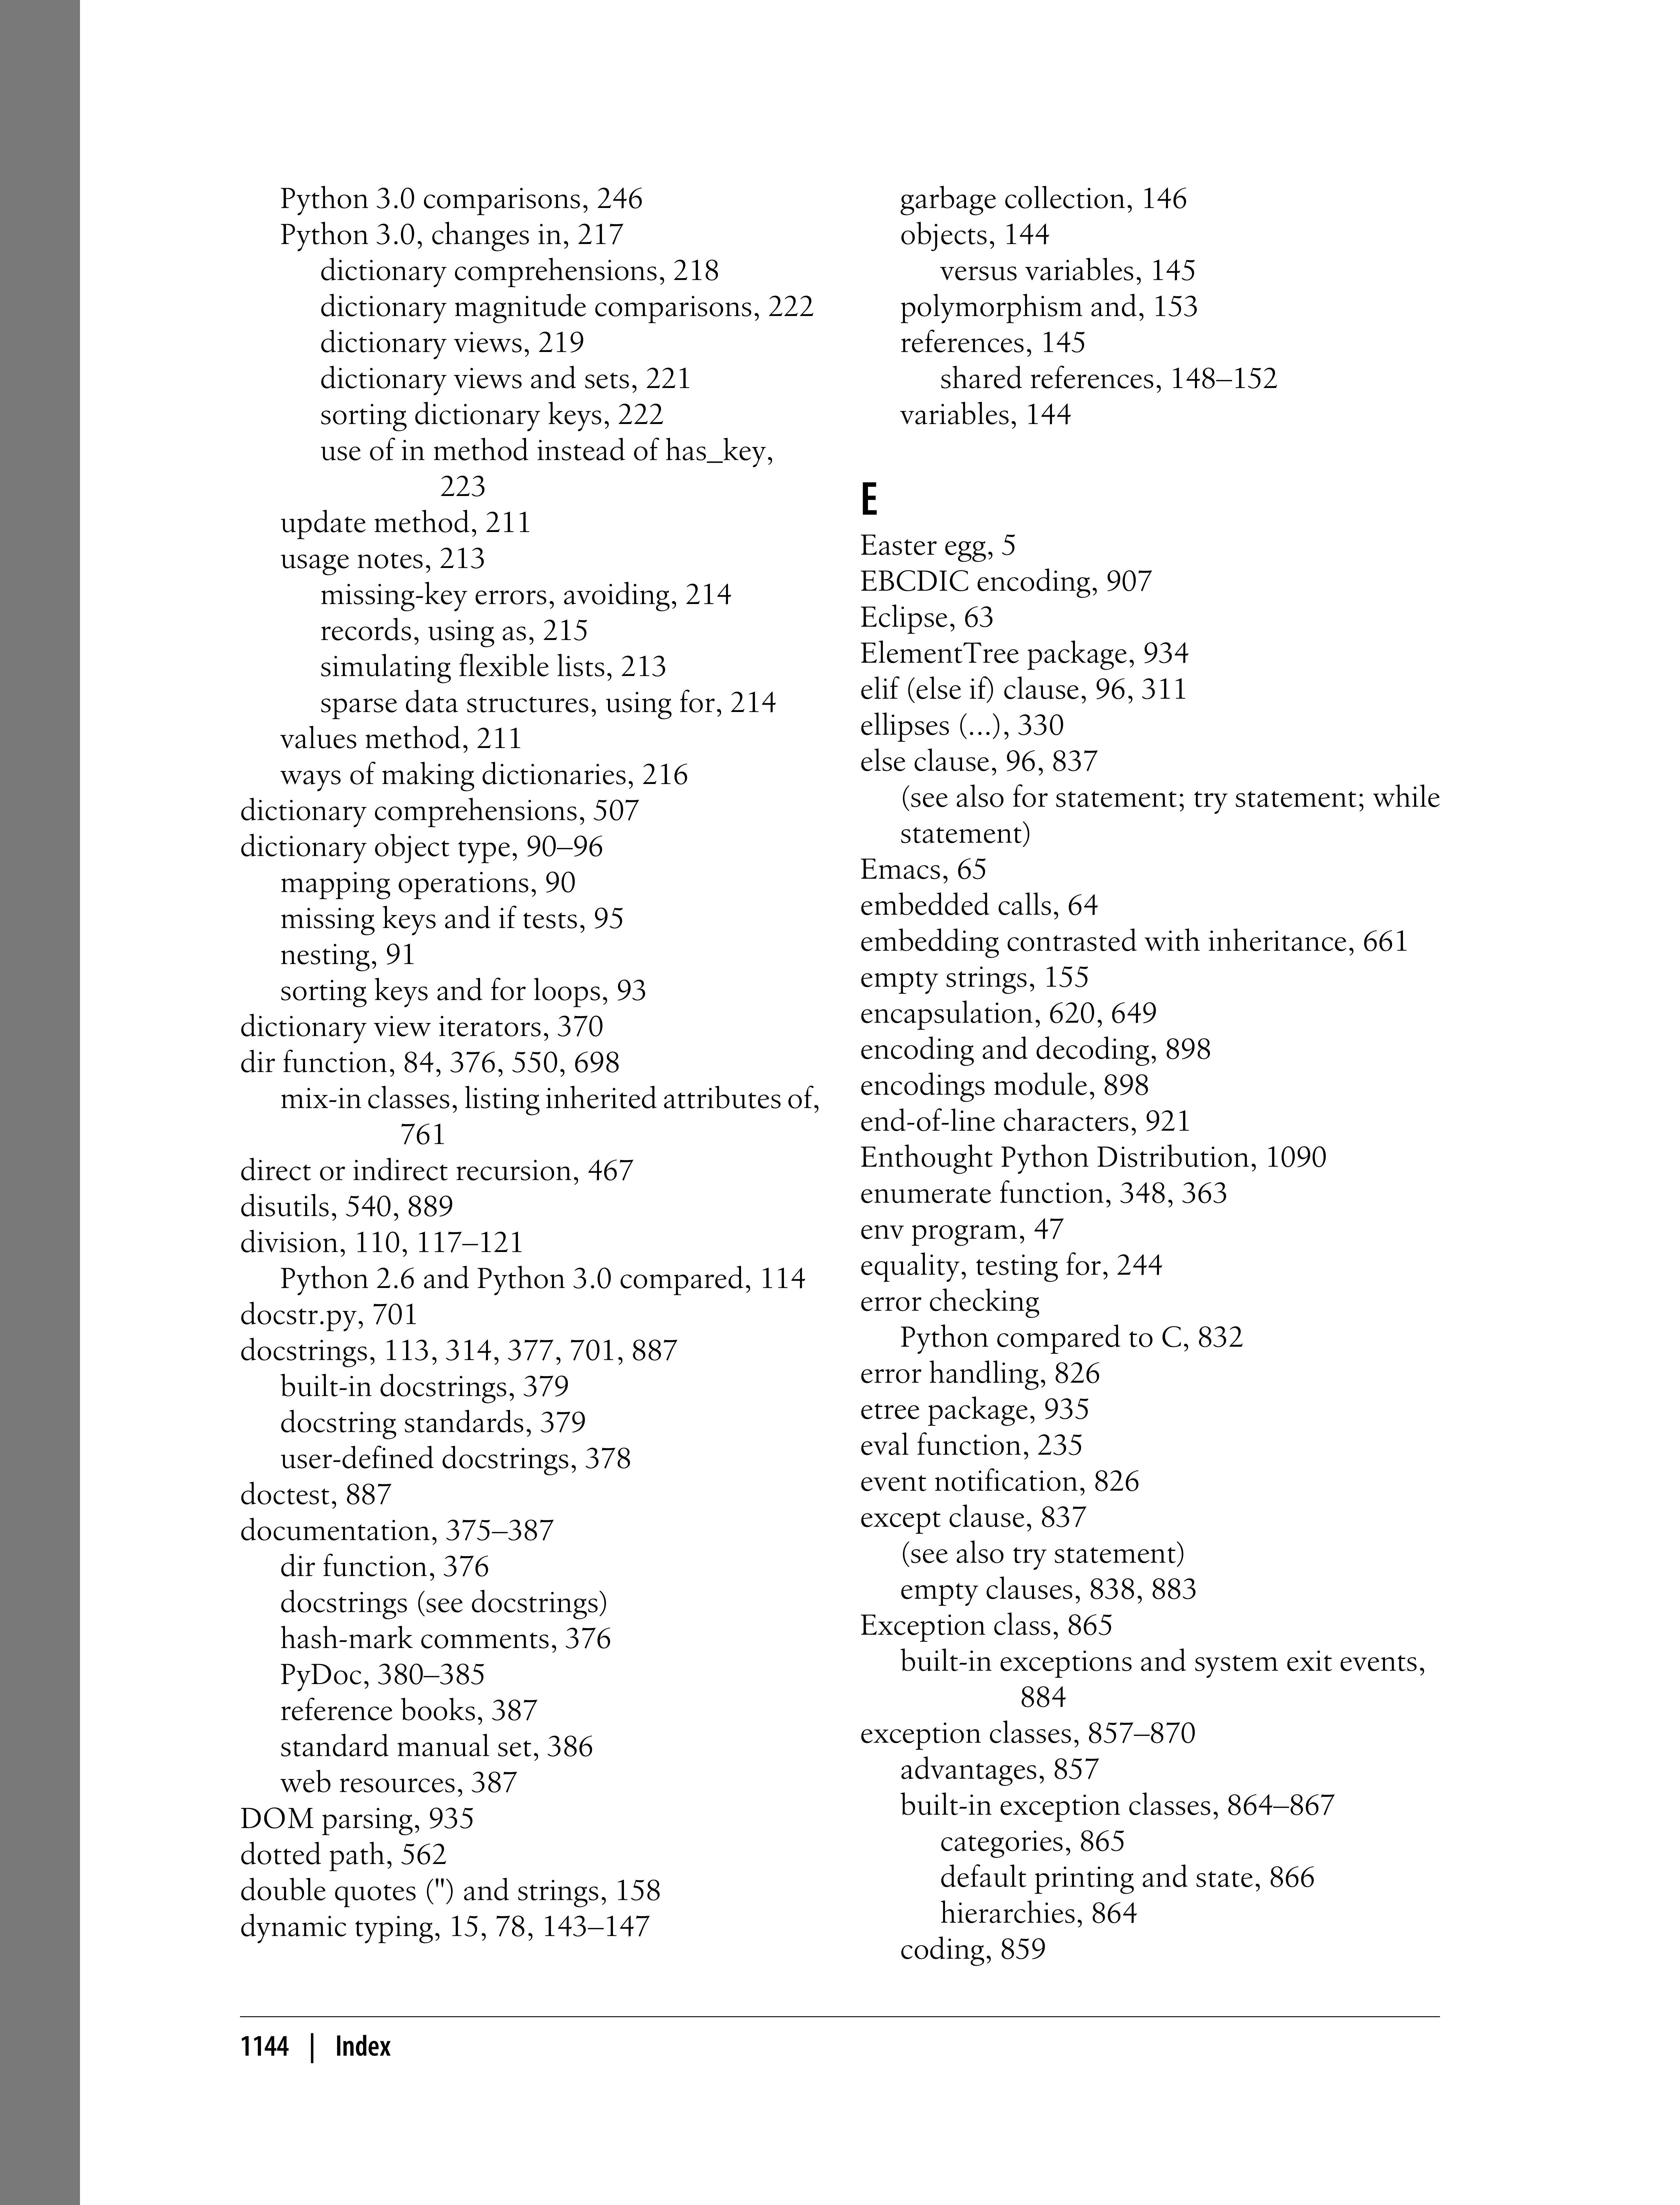 Python 3.0 comparisons, 246
Python 3.0, changes in, 217
dictionary comprehensions, 218
dictionary magnitude comparisons, 222
dictionary views, 219
dictionary views and sets, 221
sorting dictionary keys, 222
use of in method instead of has_key,
223
update method, 211
usage notes, 213
missing-key errors, avoiding, 214
records, using as, 215
simulating flexible lists, 213
sparse data structures, using for, 214
values method, 211
ways of making dictionaries, 216
dictionary comprehensions, 507
dictionary object type, 90–96
mapping operations, 90
missing keys and if tests, 95
nesting, 91
sorting keys and for loops, 93
dictionary view iterators, 370
dir function, 84, 376, 550, 698
mix-in classes, listing inherited attributes of,
761
direct or indirect recursion, 467
disutils, 540, 889
division, 110, 117–121
Python 2.6 and Python 3.0 compared, 114
docstr.py, 701
docstrings, 113, 314, 377, 701, 887
built-in docstrings, 379
docstring standards, 379
user-defined docstrings, 378
doctest, 887
documentation, 375–387
dir function, 376
docstrings (see docstrings)
hash-mark comments, 376
PyDoc, 380–385
reference books, 387
standard manual set, 386
web resources, 387
DOM parsing, 935
dotted path, 562
double quotes (") and strings, 158
dynamic typing, 15, 78, 143–147
garbage collection, 146
objects, 144
versus variables, 145
polymorphism and, 153
references, 145
shared references, 148–152
variables, 144
E
Easter egg, 5
EBCDIC encoding, 907
Eclipse, 63
ElementTree package, 934
elif (else if) clause, 96, 311
ellipses (...), 330
else clause, 96, 837
(see also for statement; try statement; while
statement)
Emacs, 65
embedded calls, 64
embedding contrasted with inheritance, 661
empty strings, 155
encapsulation, 620, 649
encoding and decoding, 898
encodings module, 898
end-of-line characters, 921
Enthought Python Distribution, 1090
enumerate function, 348, 363
env program, 47
equality, testing for, 244
error checking
Python compared to C, 832
error handling, 826
etree package, 935
eval function, 235
event notification, 826
except clause, 837
(see also try statement)
empty clauses, 838, 883
Exception class, 865
built-in exceptions and system exit events,
884
exception classes, 857–870
advantages, 857
built-in exception classes, 864–867
categories, 865
default printing and state, 866
hierarchies, 864
coding, 859
1144 | Index